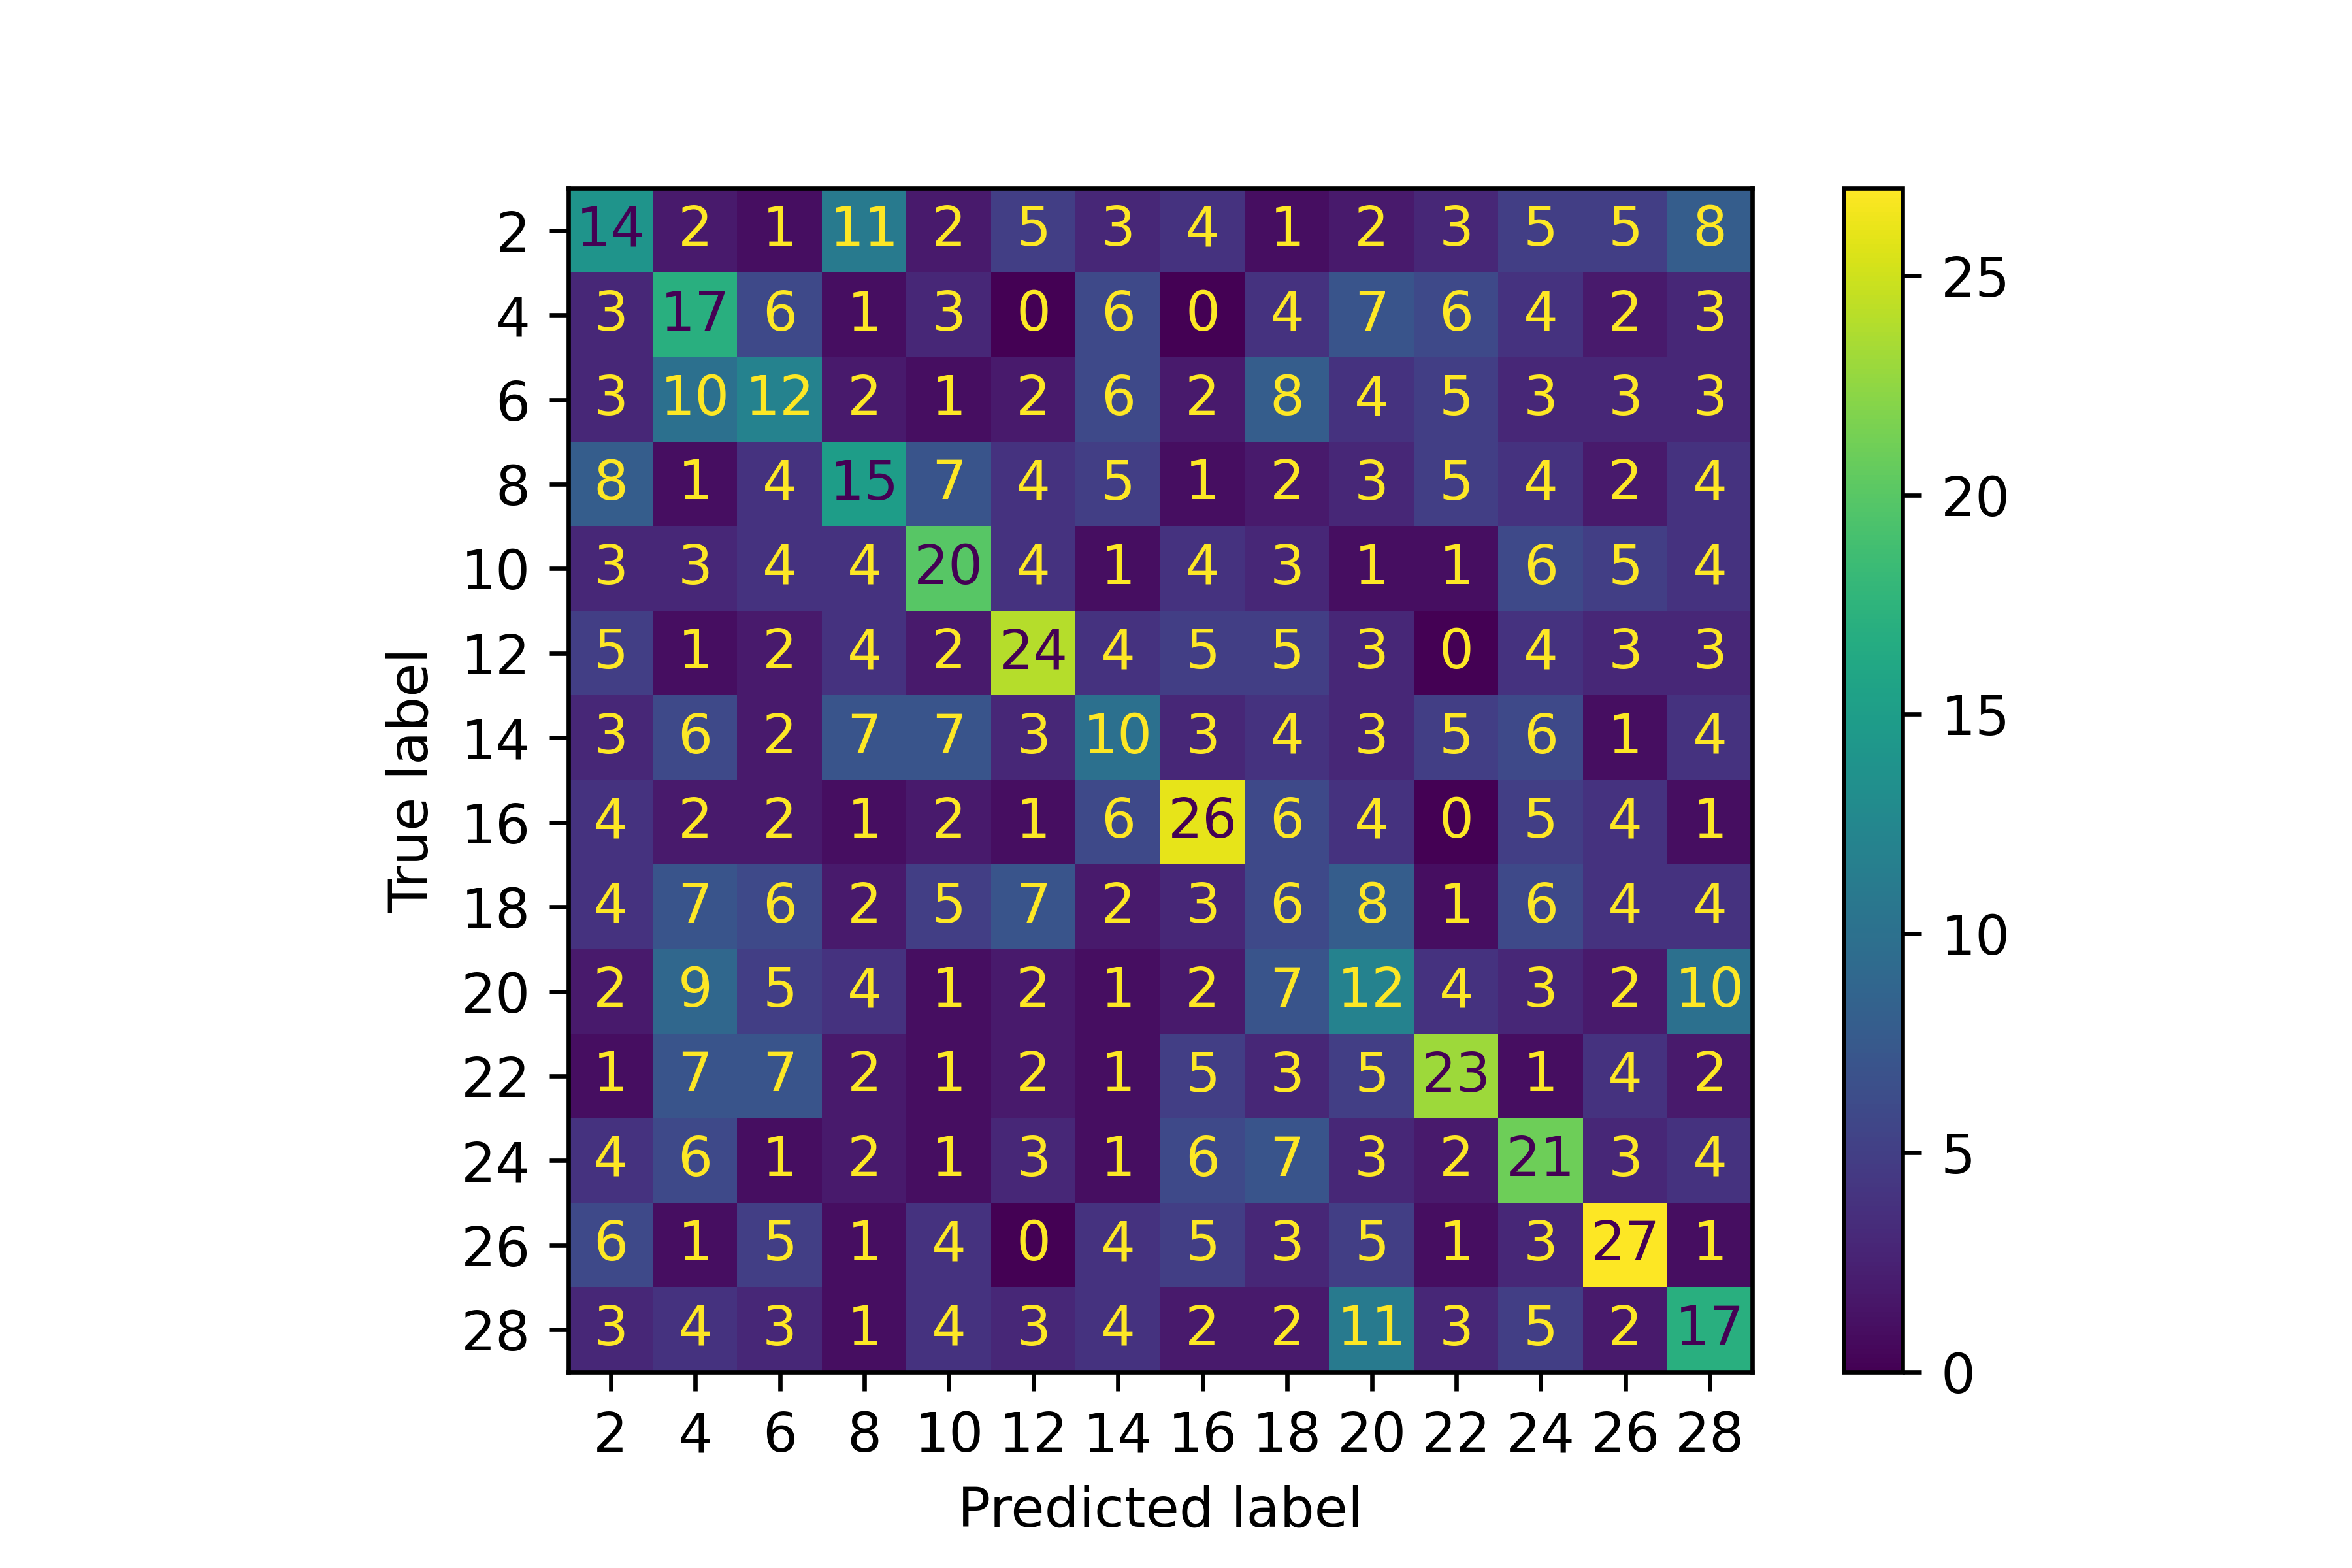 2 14 2 1 11 2 5 3 4 1 2 3 5 5 8
4 3 17 6 1 3 0 6 0 4 7 6 4 2 3
6 3 10 12 2 1 2 6 2 8 4 5 3 3 3
8 8 1 4 15 7 4 5 1 2 3 5 4 2 4
10 3 3 4 4 20 4 1 4 3 1 1 6 5 4
12 5 1 2 4 2 24 4 5 5 3 0 4 3 3
14 3 6 2 7 7 3 10 3 4 3 5 6 1 4
16 4 2 2 1 2 1 6 26 6 4 0 5 4 1
18 4 7 6 2 5 7 2 3 6 8 1 6 4 4
20 2 9 5 4 1 2 1 2 7 12 4 3 2 10
22 1 7 7 2 1 2 1 5 3 5 23 1 4 2
24 4 6 1 2 1 3 1 6 7 3 2 21 3 4
26 6 1 5 1 4 0 4 5 3 5 1 3 27 1
28 3 4 3 1 4 3 4 2 2 11 3 5 2 17
2 4 6 8 10 12 14 16 18 20 22 24 26 28
Predicted label
True label
25
20
15
10
5
0